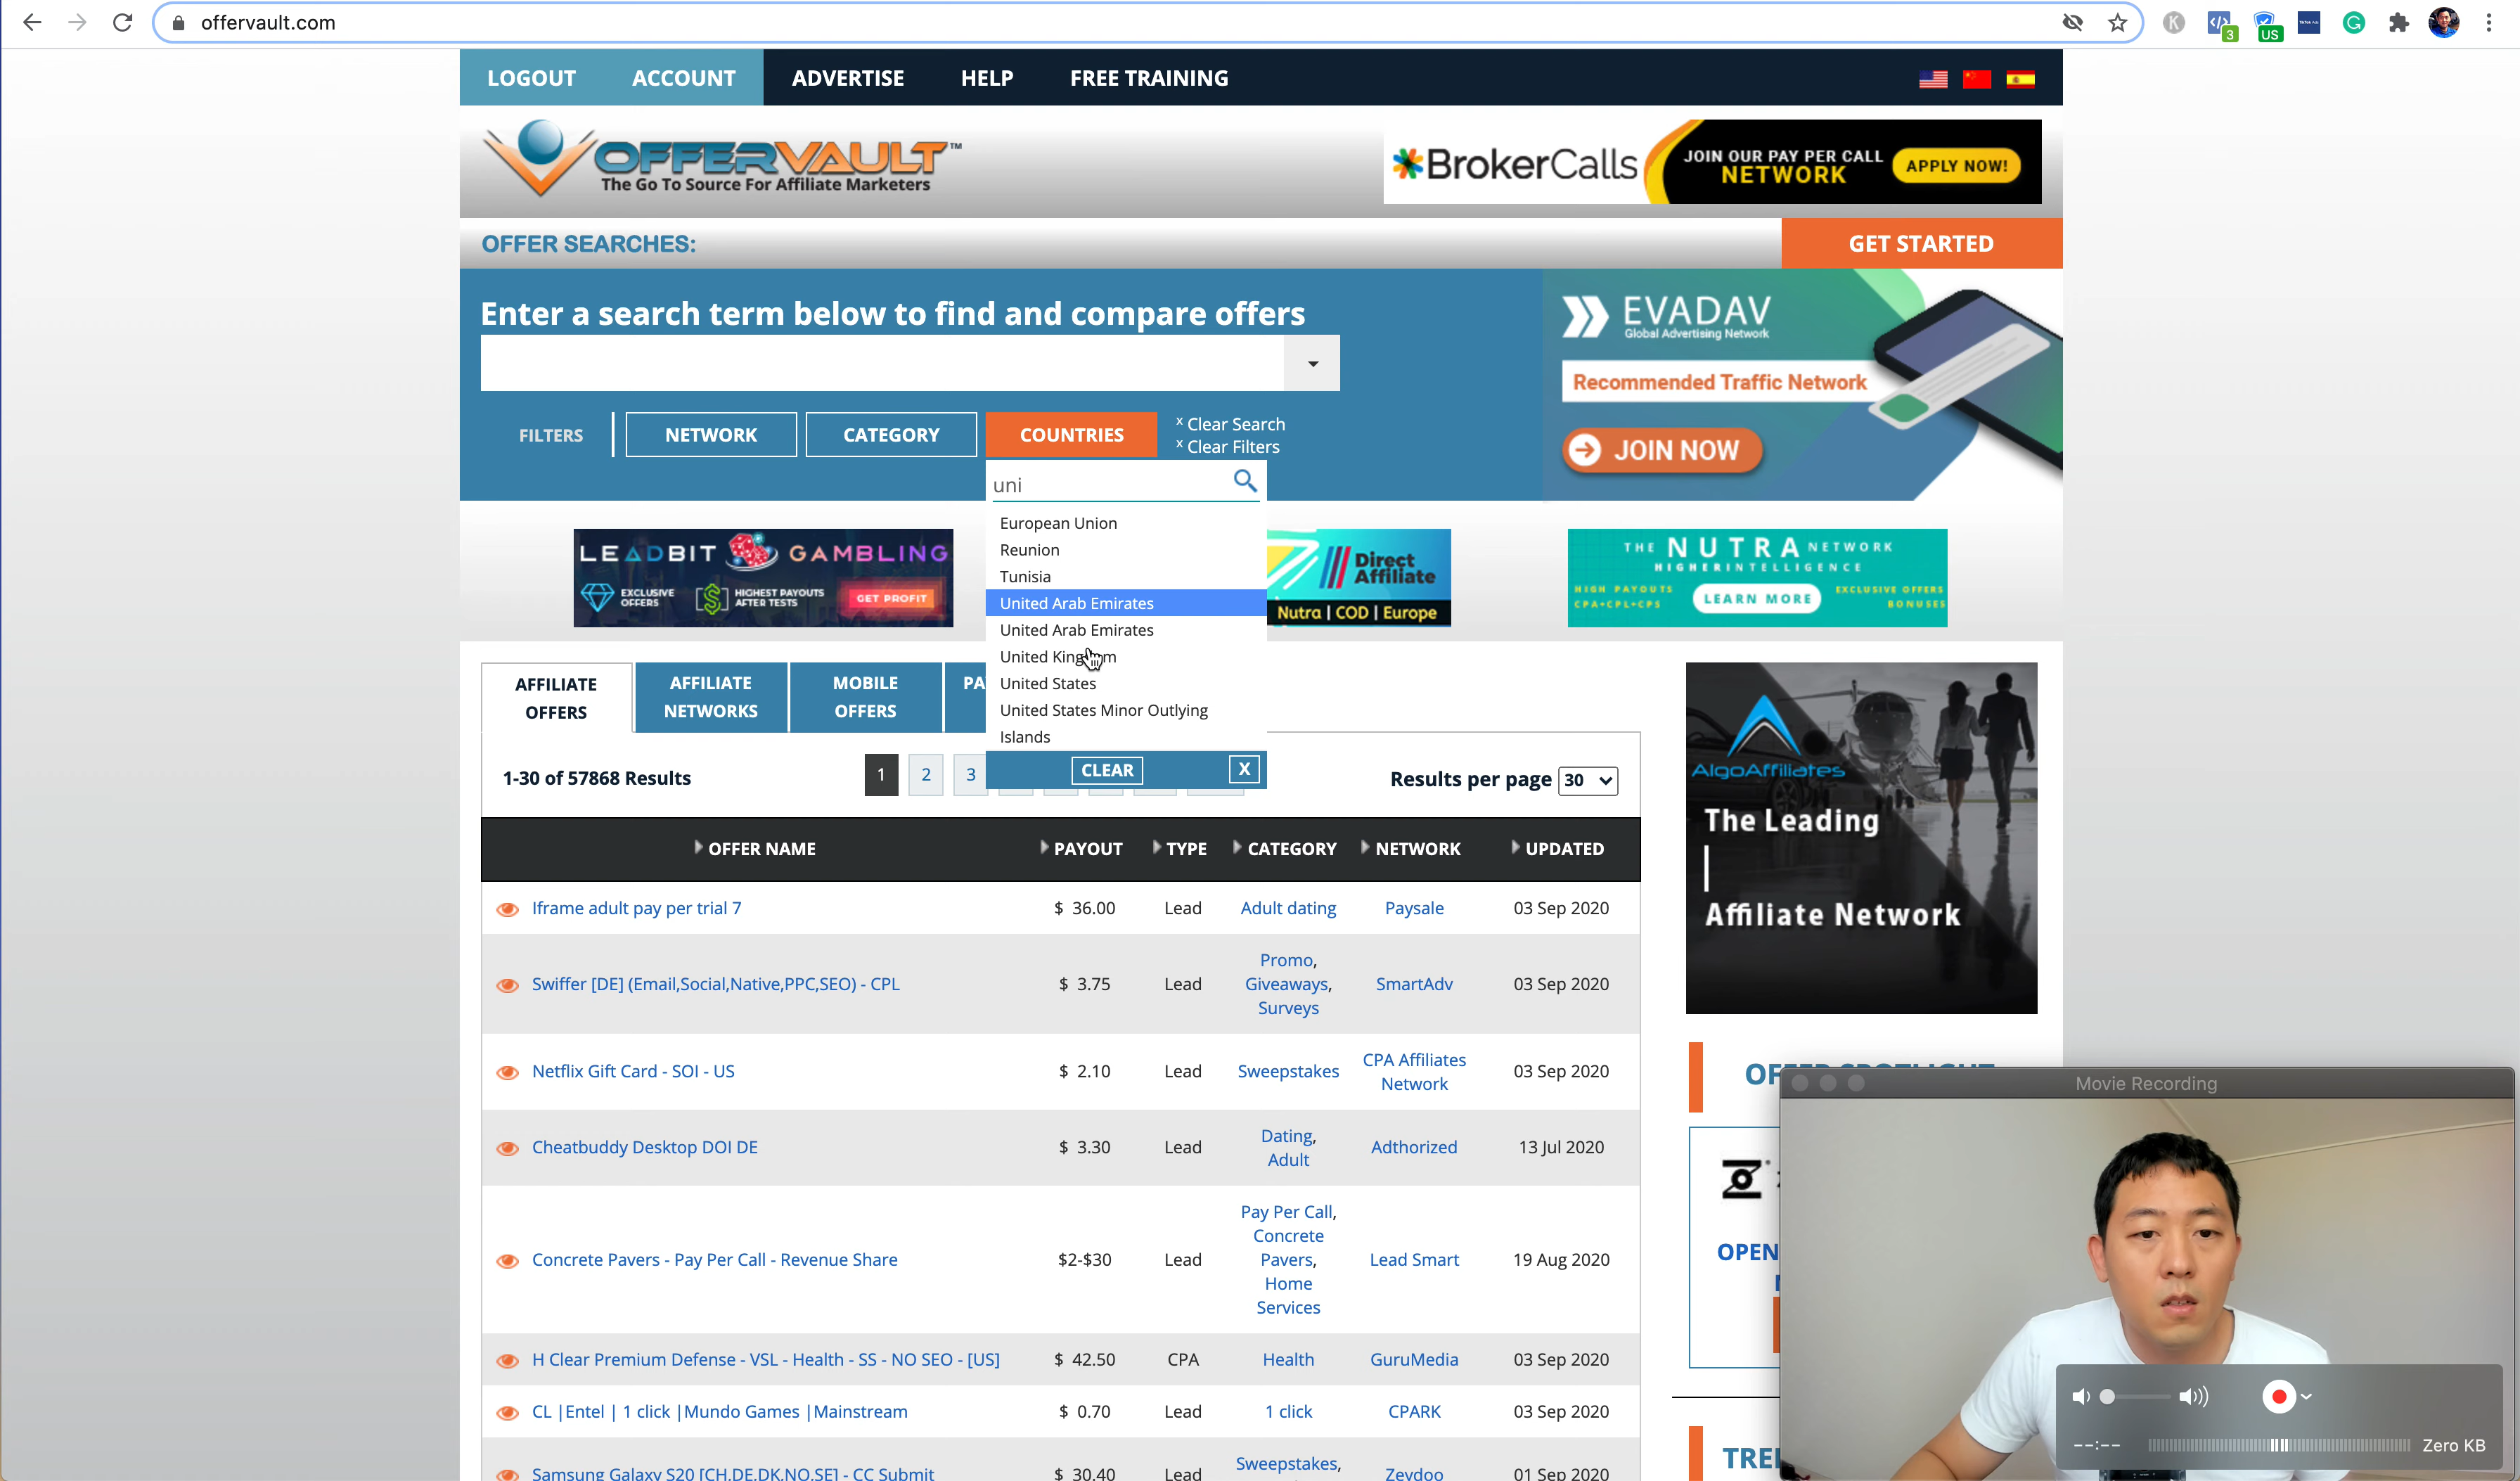 offervault.com
3
US
LOGOUT ACCOUNT ADVERTISE HELP FREE TRAINING
OFFERVAULT™
The Go To Source For Affiliate Marketers
BrokerCalls
JOIN OUR PAY PER CALL
NETWORK
APPLY NOW!
OFFER SEARCHES:
GET STARTED
Enter a search term below to find and compare offers
EVADAV
Global Advertising Network
Recommended Traffic Network
JOIN NOW
FILTERS NETWORK CATEGORY COUNTRIES
x Clear Search
x Clear Filters
uni
European Union
Reunion
Tunisia
United Arab Emirates
United Arab Emirates
United Kingdom
United States
United States Minor Outlying
Islands
CLEAR X
LEADBIT GAMBLING
EXCLUSIVE
OFFERS
HIGHEST PAYOUTS
AFTER TESTS
GET PROFIT
Direct
Affiliate
Nutra | COD | Europe
THE NUTRA NETWORK
HIGHER INTELLIGENCE
HIGH PAYOUTS
CPA+CPL+CPS
LEARN MORE
EXCLUSIVE OFFERS
BONUSES
AFFILIATE
OFFERS
AFFILIATE
NETWORKS
MOBILE
OFFERS
PA
1-30 of 57868 Results
1 2 3
Results per page 30
OFFER NAME PAYOUT TYPE CATEGORY NETWORK UPDATED
Iframe adult pay per trial 7 $ 36.00 Lead Adult dating Paysale 03 Sep 2020
Swiffer [DE] (Email,Social,Native,PPC,SEO) - CPL $ 3.75 Lead Promo, Giveaways, Surveys SmartAdv 03 Sep 2020
Netflix Gift Card - SOI - US $ 2.10 Lead Sweepstakes CPA Affiliates Network 03 Sep 2020
Cheatbuddy Desktop DOI DE $ 3.30 Lead Dating, Adult Adthorized 13 Jul 2020
Concrete Pavers - Pay Per Call - Revenue Share $2-$30 Lead Pay Per Call, Concrete Pavers, Home Services Lead Smart 19 Aug 2020
H Clear Premium Defense - VSL - Health - SS - NO SEO - [US] $ 42.50 CPA Health GuruMedia 03 Sep 2020
CL |Entel | 1 click |Mundo Games |Mainstream $ 0.70 Lead 1 click CPARK 03 Sep 2020
Samsung Galaxy S20 [CH,DE,DK,NO,SE] - CC Submit $ 30.40 Lead Sweepstakes, Zeydoo 01 Sep 2020
AlgoAffiliates
The Leading
Affiliate Network
OFFER SPOTLIGHT
OPEN
TREN
Movie Recording
--:--
Zero KB